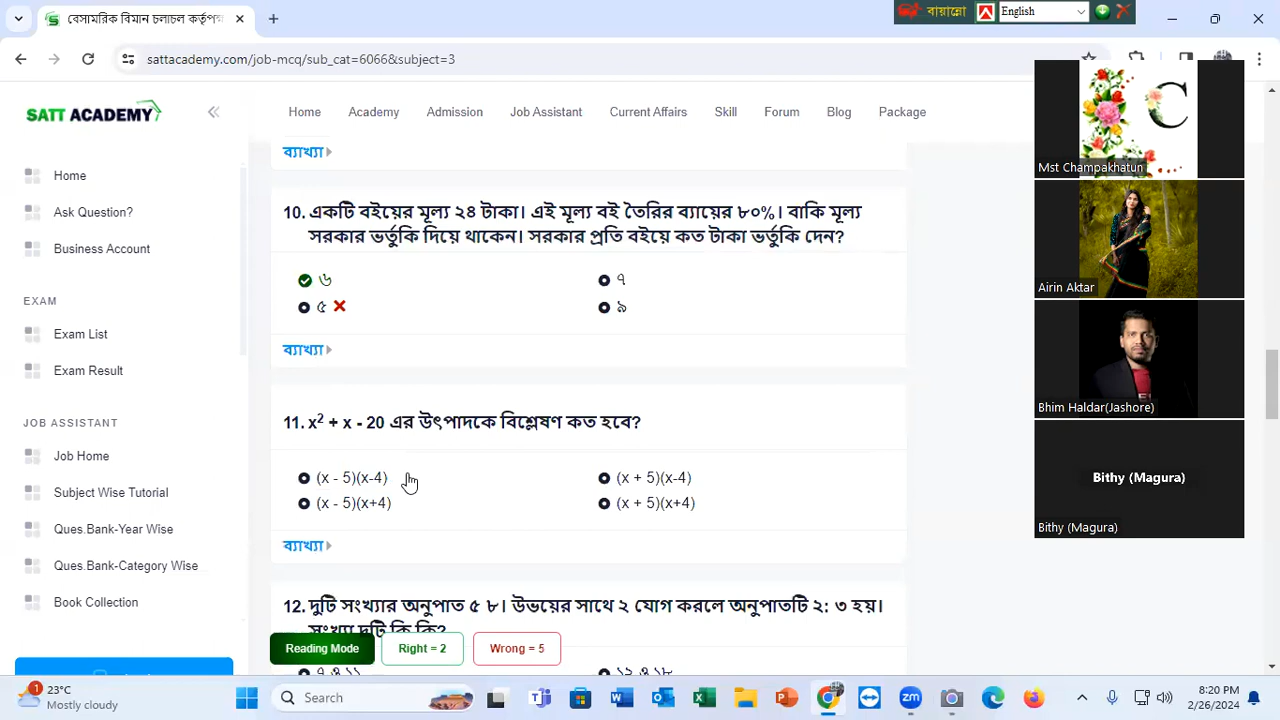 বেসামরিক বিমান চলাচল কর্তৃপক্ষ
বায়ান্নো English
sattacademy.com/job-mcq/sub_cat=6066&subject=3
SATT ACADEMY
Home Academy Admission Job Assistant Current Affairs Skill Forum Blog Package
Home
Ask Question?
Business Account
EXAM
Exam List
Exam Result
JOB ASSISTANT
Job Home
Subject Wise Tutorial
Ques.Bank-Year Wise
Ques.Bank-Category Wise
Book Collection
ব্যাখ্যা
10. একটি বইয়ের মূল্য ২৪ টাকা। এই মূল্য বই তৈরির ব্যায়ের ৮০%। বাকি মূল্য
সরকার ভর্তুকি দিয়ে থাকেন। সরকার প্রতি বইয়ে কত টাকা ভর্তুকি দেন?
৬ ৭
৫ ৯
ব্যাখ্যা
11. x² + x - 20 এর উৎপাদকে বিশ্লেষণ কত হবে?
(x - 5)(x-4) (x + 5)(x-4)
(x - 5)(x+4) (x + 5)(x+4)
ব্যাখ্যা
12. দুটি সংখ্যার অনুপাত ৫ ৮। উভয়ের সাথে ২ যোগ করলে অনুপাতটি ২: ৩ হয়।
সংখ্যা দুটি কি কি?
৭ ও ১১ ১২ ও ১৮
Reading Mode Right = 2 Wrong = 5
Mst Champakhatun
Airin Aktar
Bhim Haldar(Jashore)
Bithy (Magura)
Bithy (Magura)
1
23°C
Mostly cloudy
Search
8:20 PM
2/26/2024